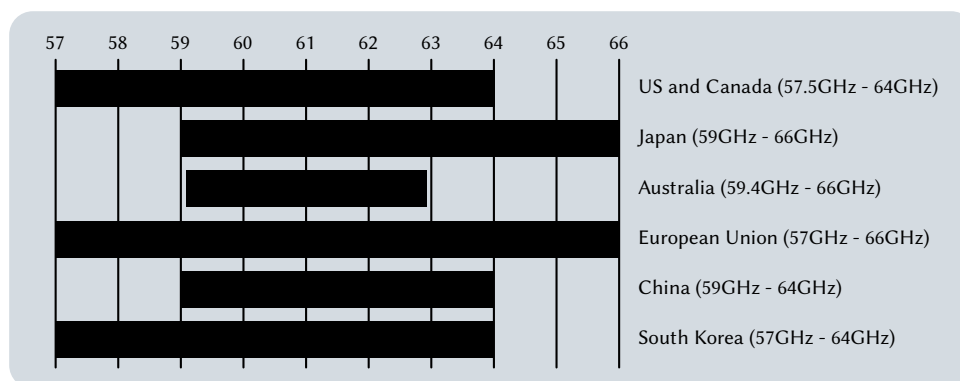 57 58 59 60 61 62 63 64 65 66
US and Canada (57.5GHz - 64GHz)
Japan (59GHz - 66GHz)
Australia (59.4GHz - 66GHz)
European Union (57GHz - 66GHz)
China (59GHz - 64GHz)
South Korea (57GHz - 64GHz)